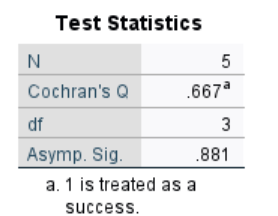 Test Statistics
N 5
Cochran's Q .667a
df 3
Asymp. Sig. .881
a. 1 is treated as a
success.